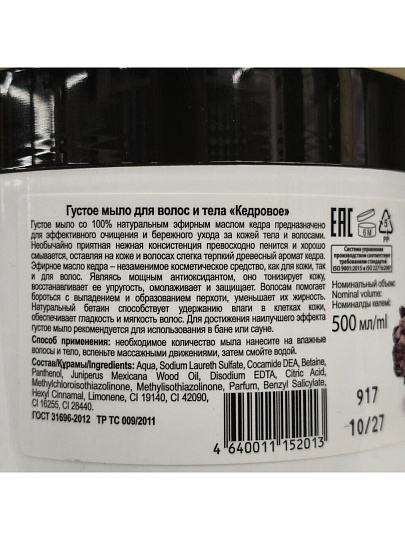 Густое мыло для волос и тела «Кедровое»
Густое мыло со 100% натуральным эфирным маслом кедра предназначено
для эффективного очищения и бережного ухода за кожей тела и волосами.
Необычайно приятная нежная консистенция превосходно пенится и хорошо
смывается, оставляя на коже и волосах слегка терпкий древесный аромат кедра.
Эфирное масло кедра – незаменимое косметическое средство, как для кожи, так
и для волос. Являясь мощным антиоксидантом, оно тонизирует кожу,
восстанавливает ее упругость, омолаживает и защищает. Волосам помогает
бороться с выпадением и образованием перхоти, уменьшает их жирность.
Натуральный бетаин способствует удержанию влаги в клетках кожи,
обеспечивает гладкость и мягкость волос. Для достижения наилучшего эффекта
густое мыло рекомендуется для использования в бане или сауне.
Способ применения: необходимое количество мыла нанесите на влажные
волосы и тело, вспеньте массажными движениями, затем смойте водой.
Состав/Құрамы/Ingredients: Aqua, Sodium Laureth Sulfate, Cocamide DEA, Betaine,
Panthenol, Juniperus Mexicana Wood Oil, Disodium EDTA, Citric Acid,
Methylchloroisothiazolinone, Methylisothiazolinone, Parfum, Benzyl Salicylate,
Hexyl Cinnamal, Limonene, CI 19140, CI 42090,
CI 16255, CI 28440.
ГОСТ 31696-2012 ТР ТС 009/2011
4 640011 152013
EAC
6 M
5
PP
Система управления
производством соответствует
требованиям стандарта
ISO 9001:2015
Номинальный объем:
Nominal volume:
Номиналды көлемі:
500 мл/ml
917
10/27